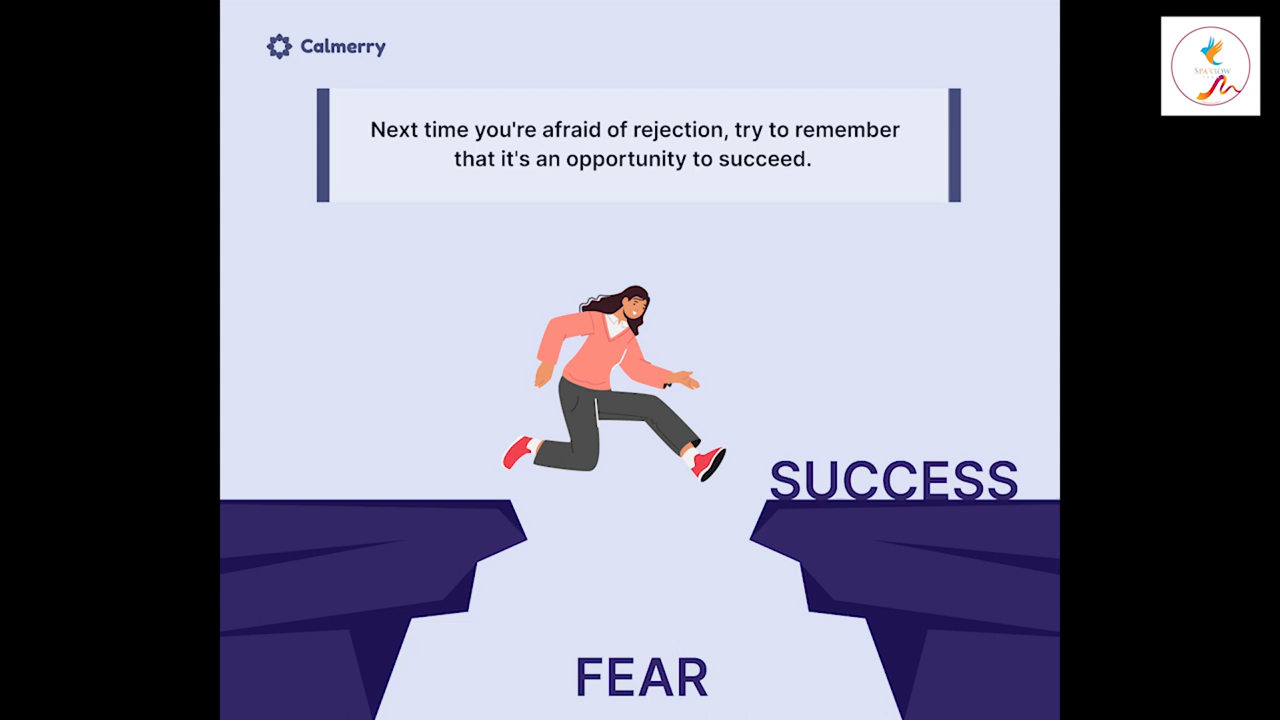 Calmerry
SPARROW
Next time you're afraid of rejection, try to remember
that it's an opportunity to succeed.
SUCCESS
FEAR